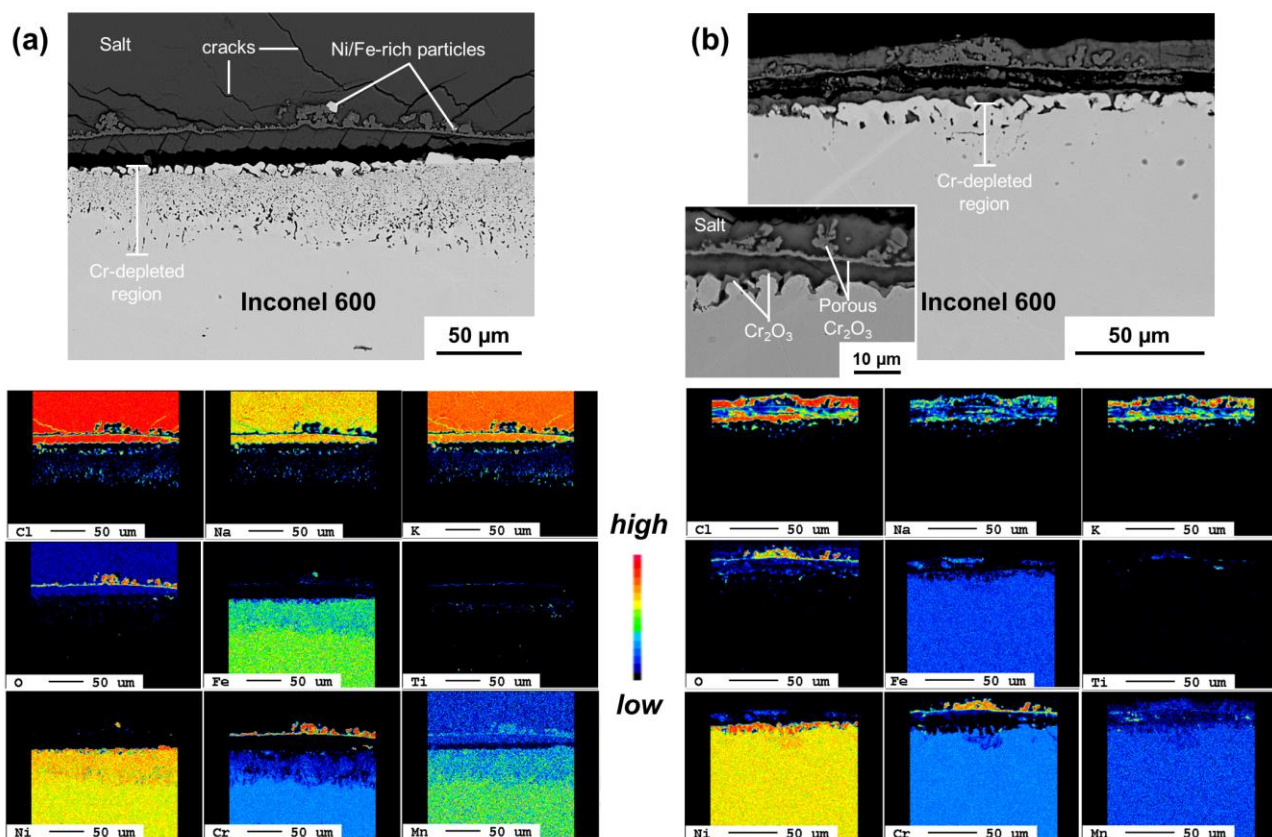 (a)
Salt
cracks
Ni/Fe-rich particles
Cr-depleted
region
Inconel 600
50 μm
(b)
Cr-depleted
region
Salt
Cr₂O₃
Porous
Cr₂O₃
10 μm
Inconel 600
50 μm
Cl 50 um
Na 50 um
K 50 um
O 50 um
Fe 50 um
Ti 50 um
Ni 50 um
Cr 50 um
Mn 50 um
high
low
Cl 50 um
Na 50 um
K 50 um
O 50 um
Fe 50 um
Ti 50 um
Ni 50 um
Cr 50 um
Mn 50 um